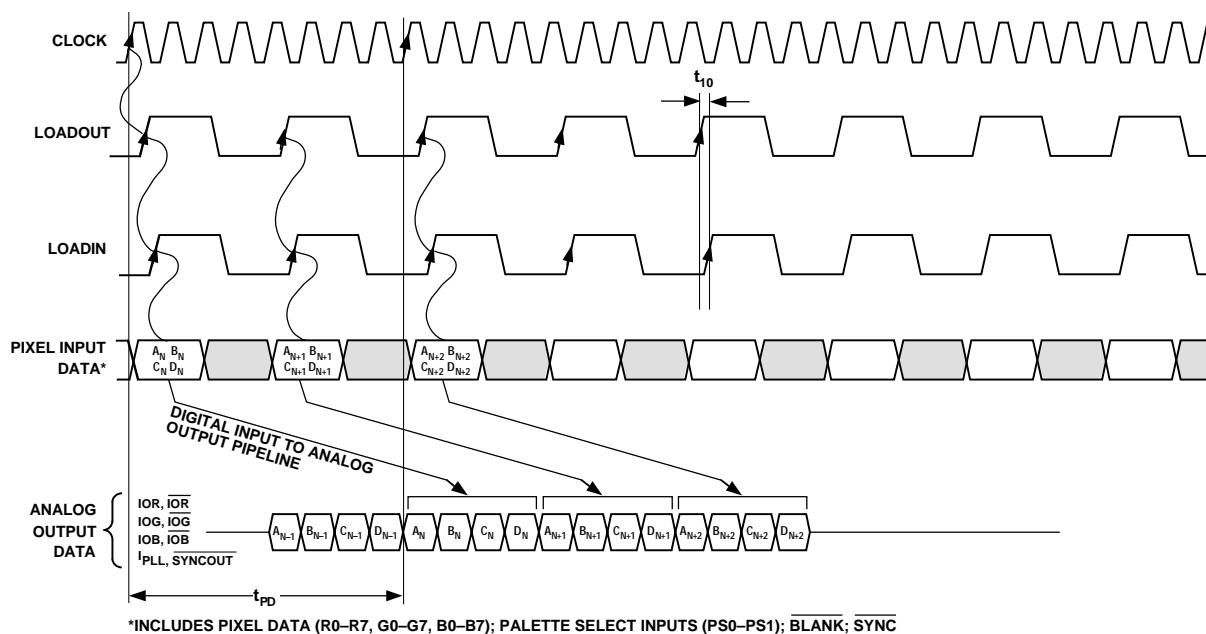 CLOCK
t10
LOADOUT
LOADIN
PIXEL INPUT
DATA*
AN BN
CN DN
AN+1 BN+1
CN+1 DN+1
AN+2 BN+2
CN+2 DN+2
DIGITAL INPUT TO ANALOG
OUTPUT PIPELINE
ANALOG
OUTPUT
DATA
IOR, IOR
IOG, IOG
IOB, IOB
IPLL, SYNCOUT
AN–1 BN–1 CN–1 DN–1 AN BN CN DN AN+1 BN+1 CN+1 DN+1 AN+2 BN+2 CN+2 DN+2
tPD
*INCLUDES PIXEL DATA (R0–R7, G0–G7, B0–B7); PALETTE SELECT INPUTS (PS0–PS1); BLANK; SYNC